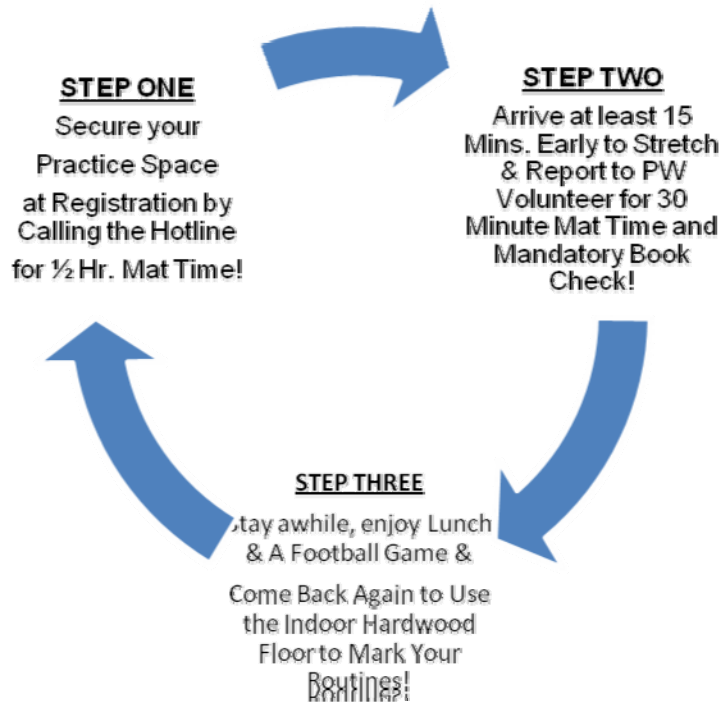 STEP ONE
Secure your
Practice Space
at Registration by
Calling the Hotline
for ½ Hr. Mat Time!
STEP TWO
Arrive at least 15
Mins. Early to Stretch
& Report to PW
Volunteer for 30
Minute Mat Time and
Mandatory Book
Check!
STEP THREE
Stay awhile, enjoy Lunch
& A Football Game &
Come Back Again to Use
the Indoor Hardwood
Floor to Mark Your
Routines!